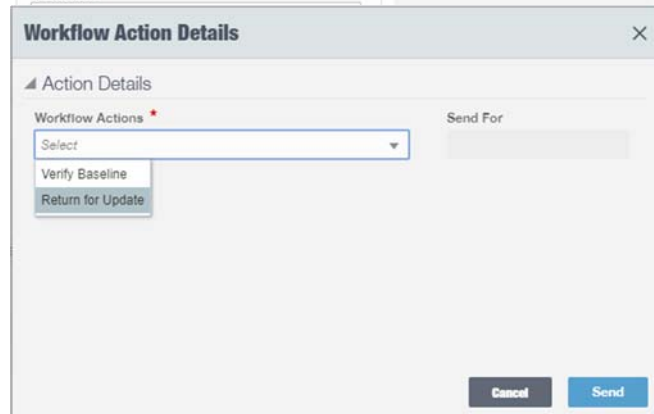 Workflow Action Details
Action Details
Workflow Actions *
Send For
Select
Verify Baseline
Return for Update
Cancel
Send